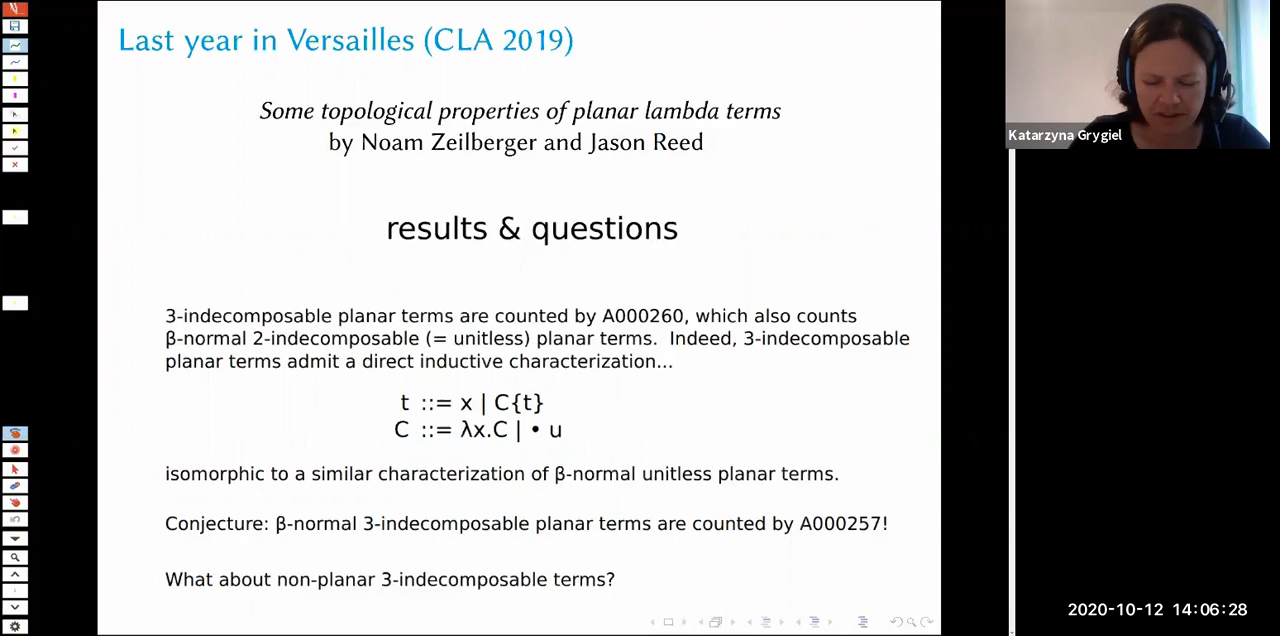 Last year in Versailles (CLA 2019)
Some topological properties of planar lambda terms
by Noam Zeilberger and Jason Reed
results & questions
3-indecomposable planar terms are counted by A000260, which also counts
β-normal 2-indecomposable (= unitless) planar terms.  Indeed, 3-indecomposable
planar terms admit a direct inductive characterization...
t ::= x | C{t}
C ::= λx.C | • u
isomorphic to a similar characterization of β-normal unitless planar terms.
Conjecture: β-normal 3-indecomposable planar terms are counted by A000257!
What about non-planar 3-indecomposable terms?
Katarzyna Grygiel
2020-10-12 14:06:28